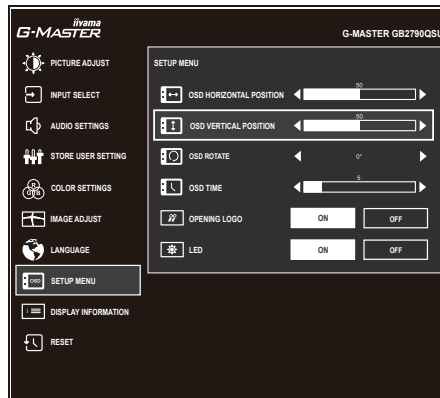 iiyama
G-MASTER
G-MASTER GB2790QSU
PICTURE ADJUST
INPUT SELECT
AUDIO SETTINGS
STORE USER SETTING
COLOR SETTINGS
IMAGE ADJUST
LANGUAGE
OSD SETUP MENU
i DISPLAY INFORMATION
RESET
SETUP MENU
OSD HORIZONTAL POSITION 50
OSD VERTICAL POSITION 50
OSD ROTATE 0°
OSD TIME 5
OPENING LOGO ON OFF
LED ON OFF